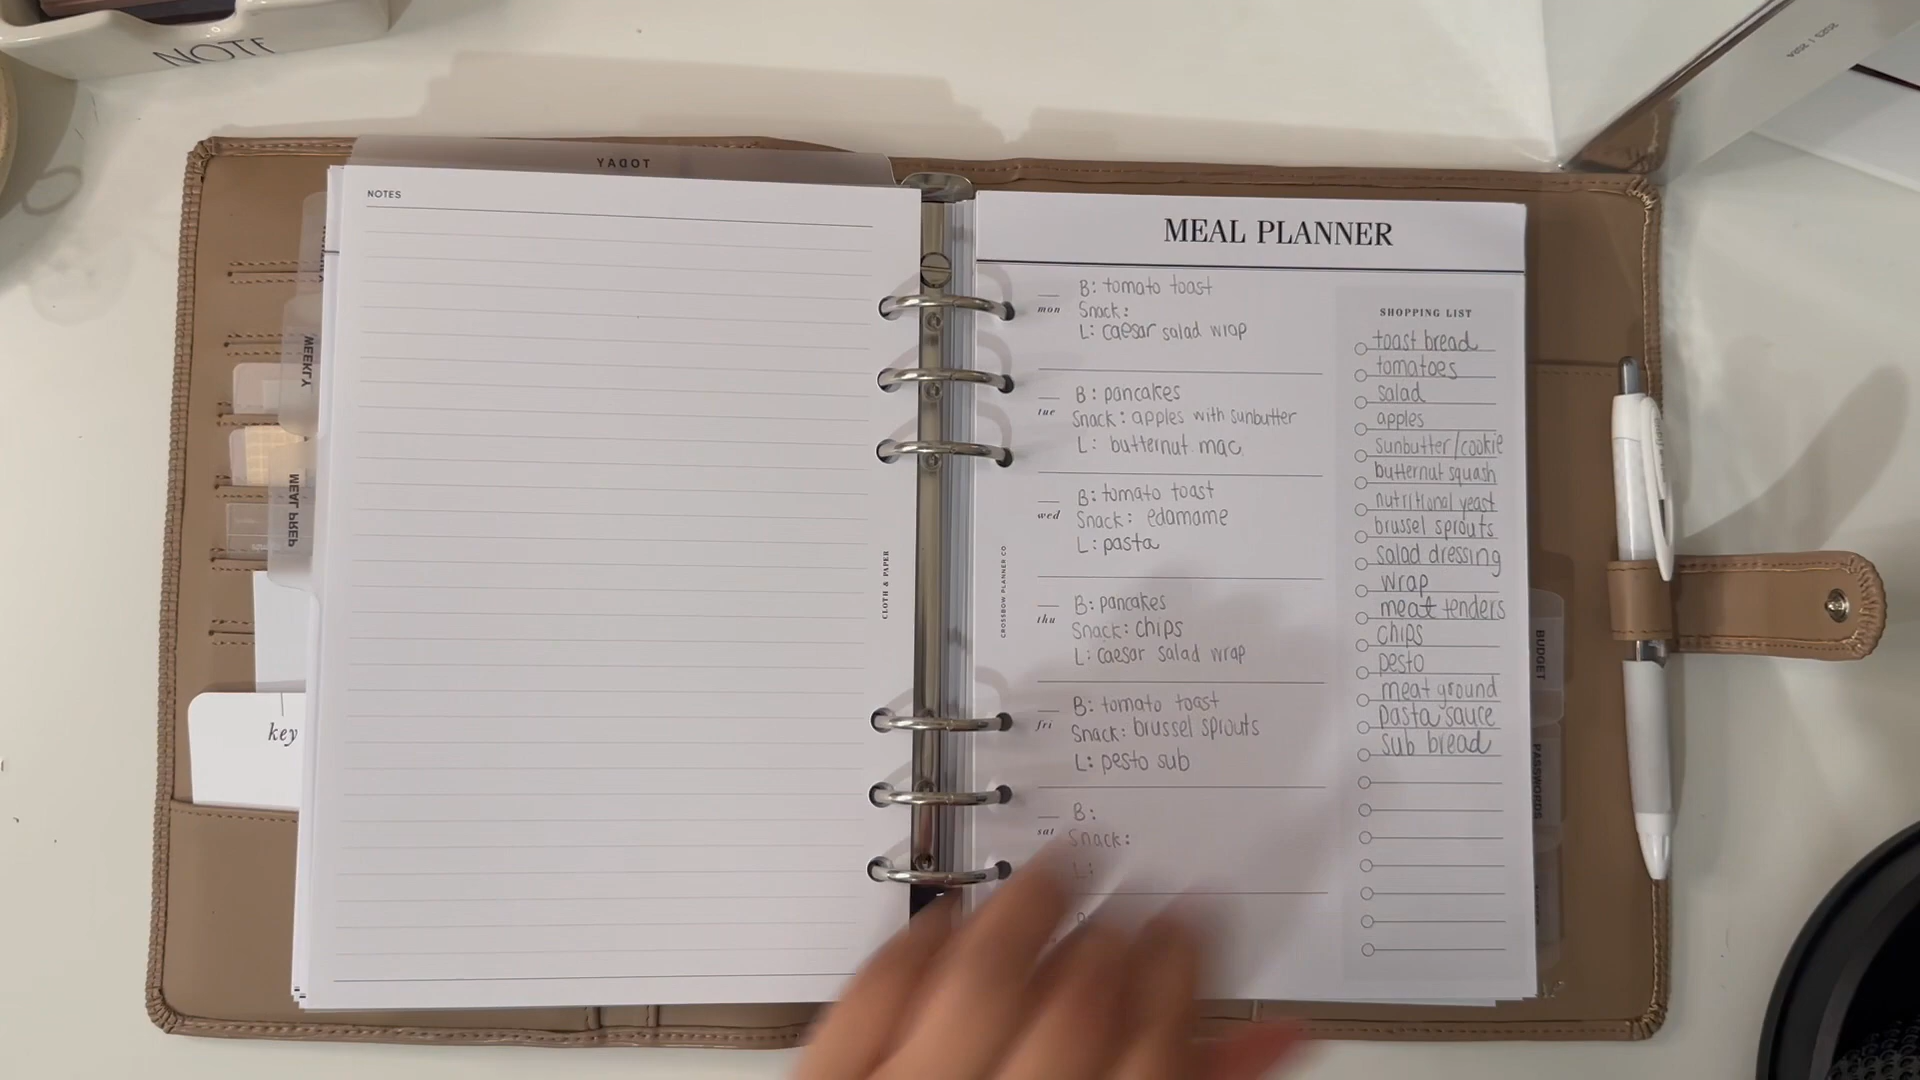 NOTE
2023 / 2024
TODAY
NOTES
WEEKLY
MEAL PREP
key
CLOTH & PAPER
CROSSBOW PLANNER CO
MEAL PLANNER
mon
B: tomato toast
Snack:
L: caesar salad wrap
tue
B: pancakes
Snack: apples with sunbutter
L: butternut mac.
wed
B: tomato toast
Snack: edamame
L: pasta
thu
B: pancakes
Snack: chips
L: caesar salad wrap
fri
B: tomato toast
Snack: brussel sprouts
L: pesto sub
sat
B:
Snack:
L:
B:
SHOPPING LIST
toast bread
tomatoes
salad
apples
sunbutter/cookie
butternut squash
nutritional yeast
brussel sprouts
salad dressing
wrap
meat tenders
chips
pesto
meat ground
pasta sauce
sub bread
BUDGET
PASSWORDS